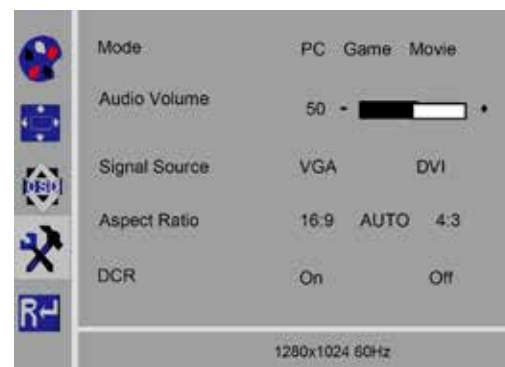 Mode PC Game Movie
Audio Volume 50 - +
Signal Source VGA DVI
OSD
Aspect Ratio 16:9 AUTO 4:3
DCR On Off
R
1280x1024 60Hz